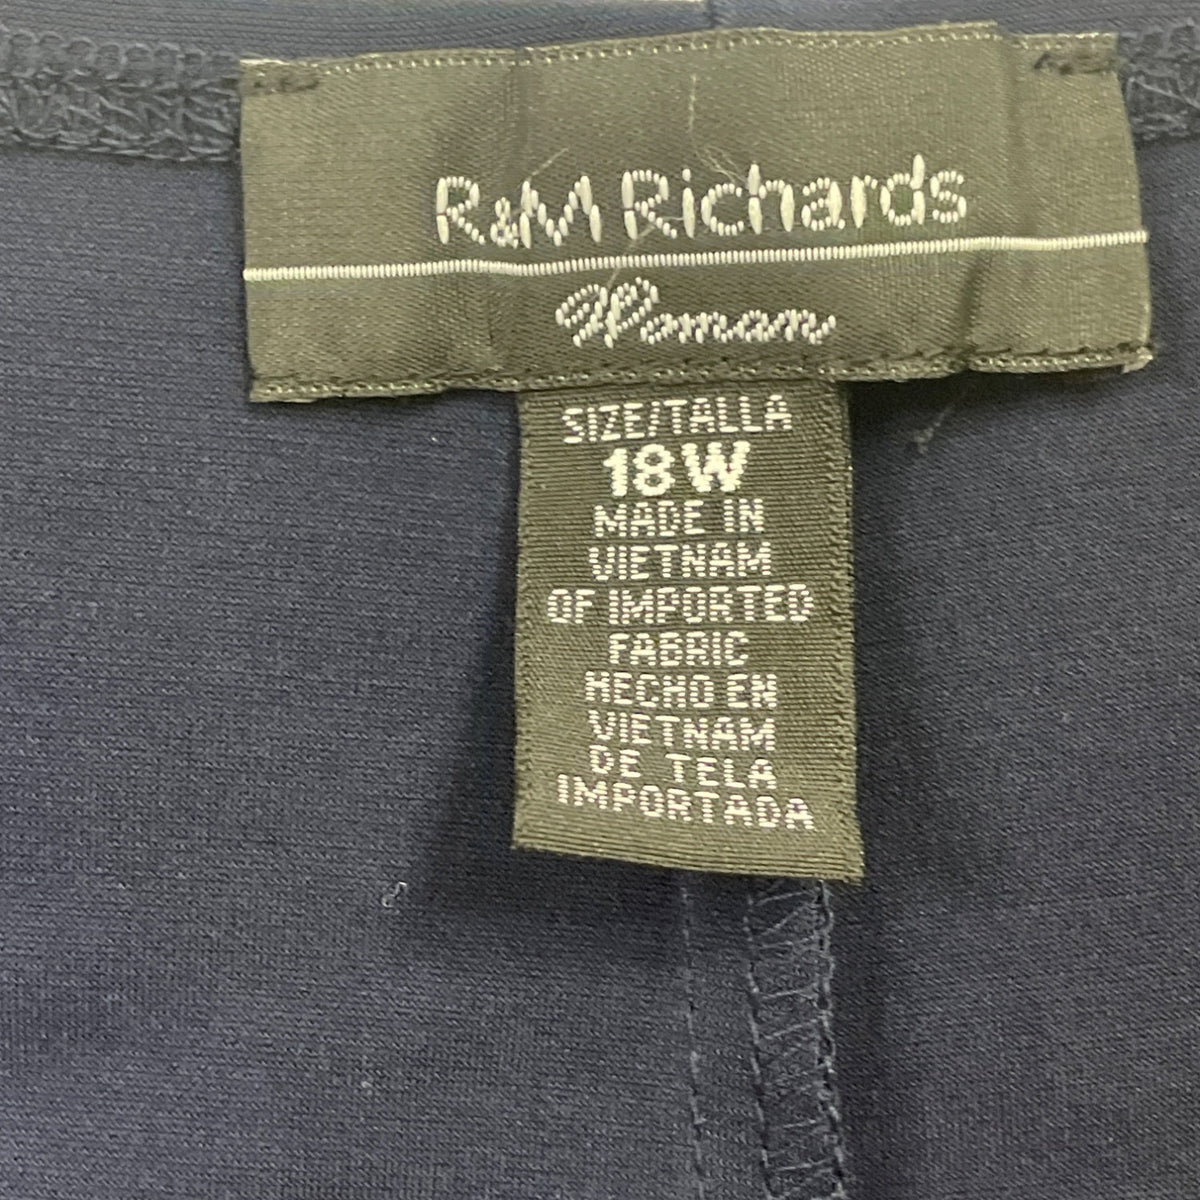 R&M Richards
Woman
SIZE/TALLA
18W
MADE IN
VIETNAM
OF IMPORTED
FABRIC
HECHO EN
VIETNAM
DE TELA
IMPORTADA